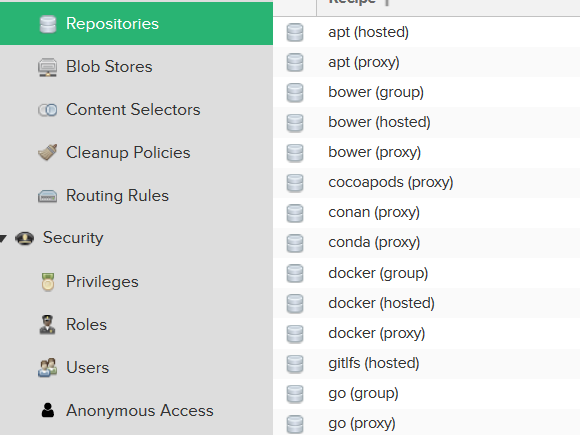 Recipe
Repositories
Blob Stores
Content Selectors
Cleanup Policies
Routing Rules
Security
Privileges
Roles
Users
Anonymous Access
apt (hosted)
apt (proxy)
bower (group)
bower (hosted)
bower (proxy)
cocoapods (proxy)
conan (proxy)
conda (proxy)
docker (group)
docker (hosted)
docker (proxy)
gitlfs (hosted)
go (group)
go (proxy)